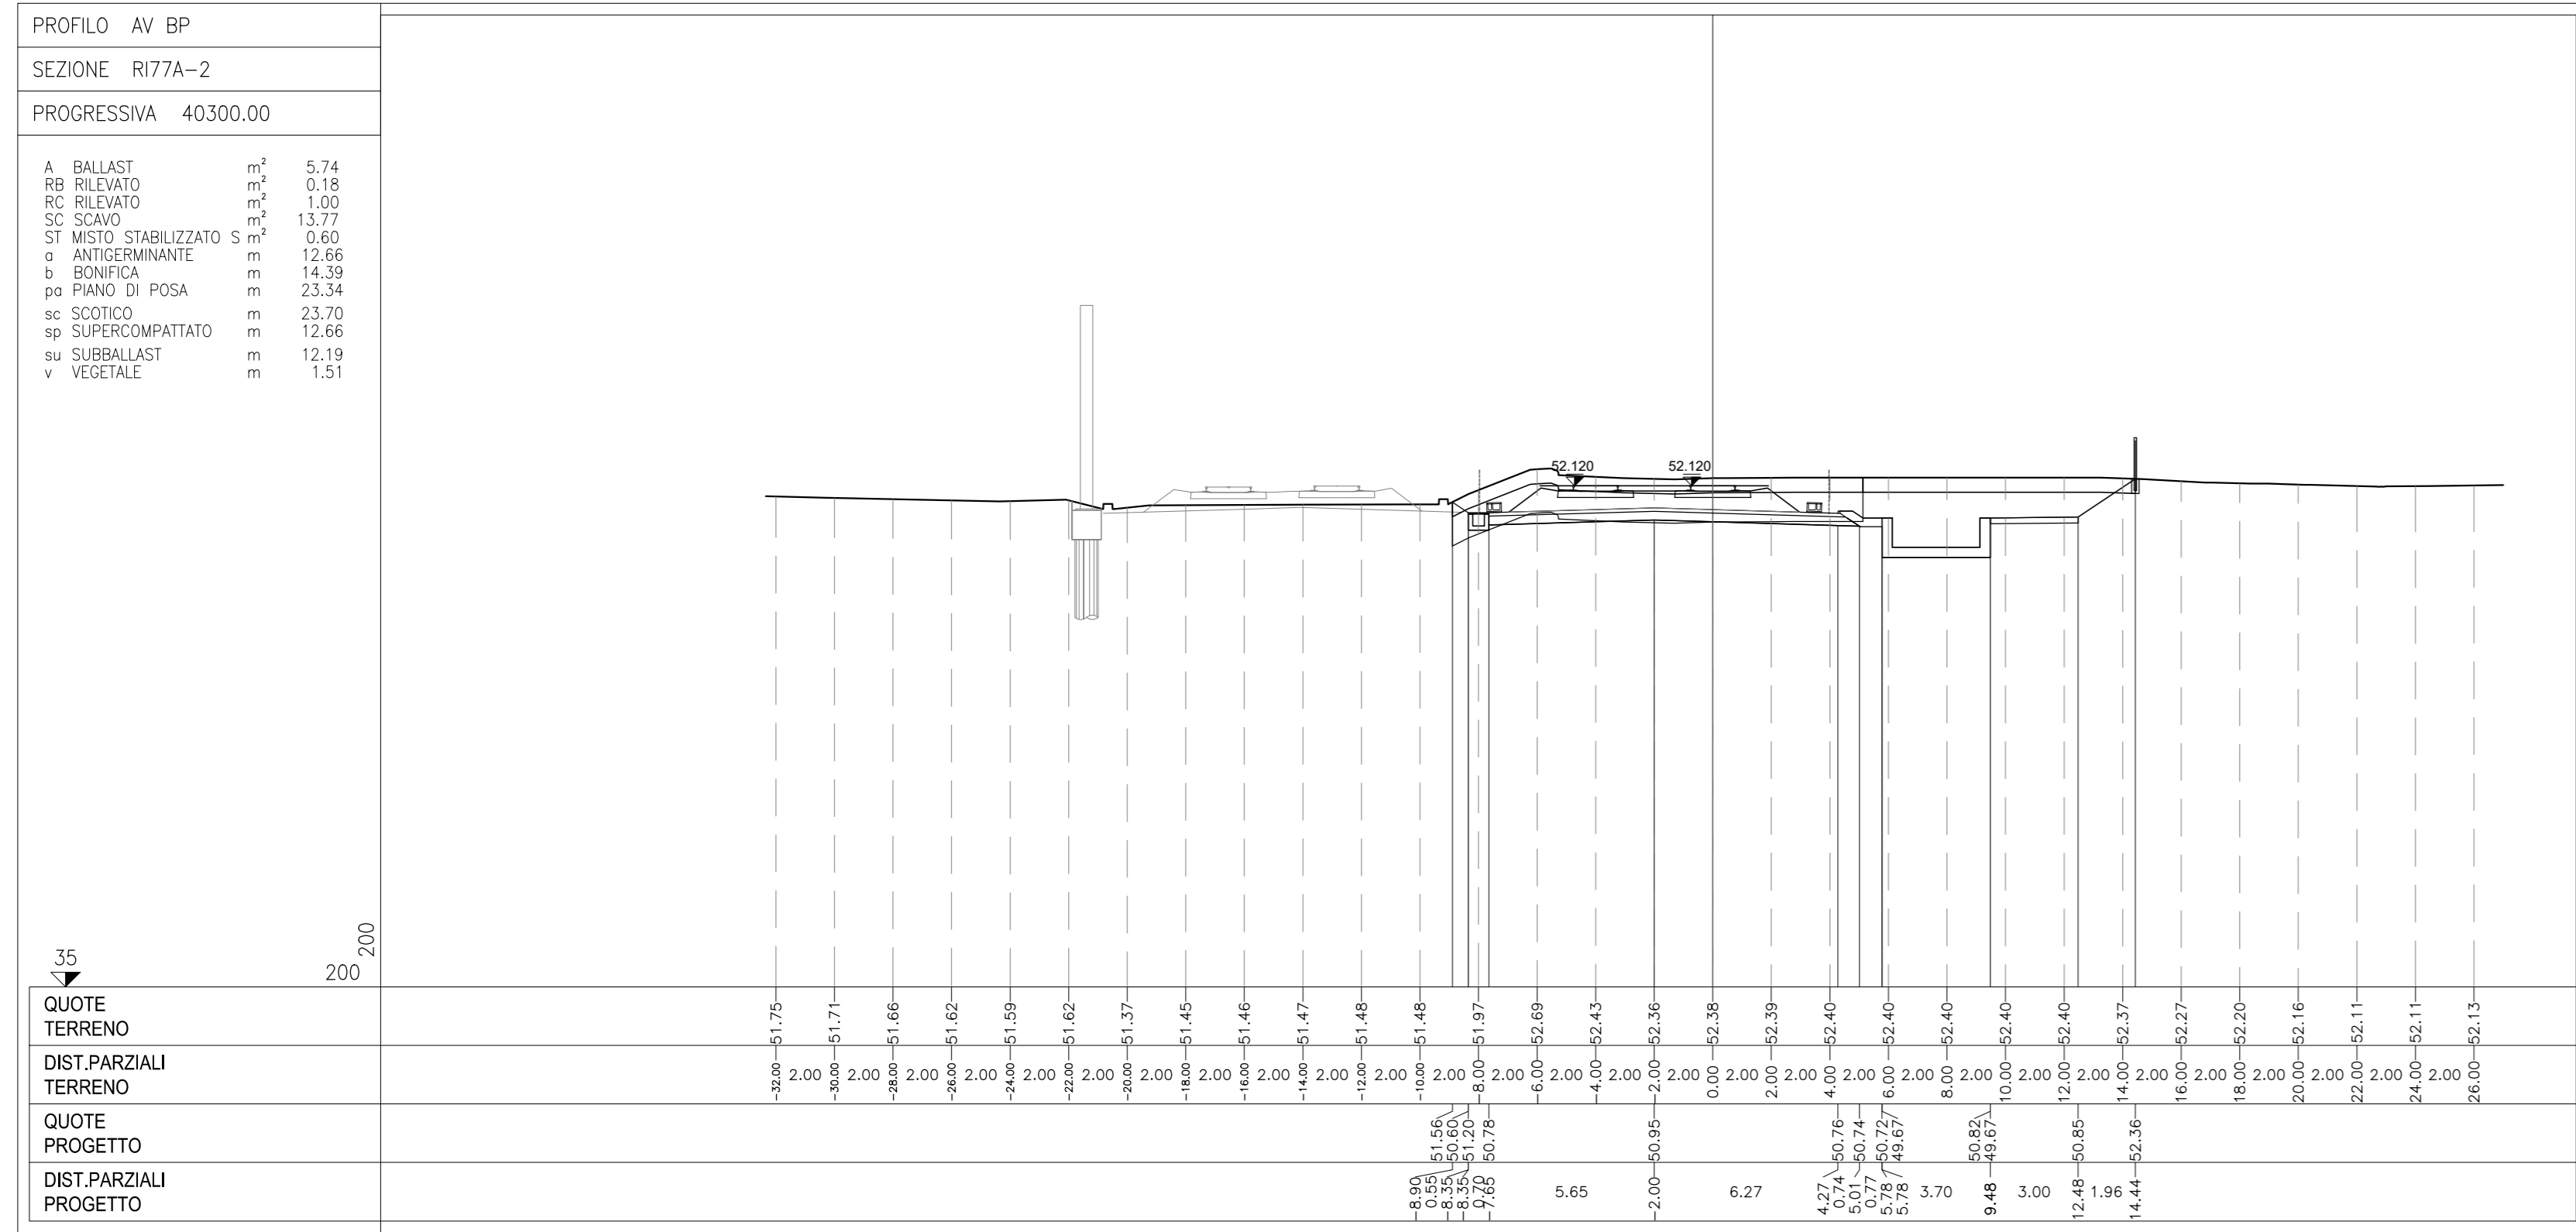 PROFILO AV BP
SEZIONE RI77A-2
PROGRESSIVA 40300.00
A BALLAST m² 5.74
RB RILEVATO m² 0.18
RC RILEVATO m² 1.00
SC SCAVO m² 13.77
ST MISTO STABILIZZATO S m² 0.60
a ANTIGERMINANTE m 12.66
b BONIFICA m 14.39
pa PIANO DI POSA m 23.34
sc SCOTICO m 23.70
sp SUPERCOMPATTATO m 12.66
su SUBBALLAST m 12.19
v VEGETALE m 1.51
52.120 52.120
35
200
200
QUOTE TERRENO
51.75 51.71 51.66 51.62 51.59 51.62 51.37 51.45 51.46 51.47 51.48 51.48 51.97 52.69 52.43 52.36 52.38 52.39 52.40 52.40 52.40 52.40 52.40 52.37 52.27 52.20 52.16 52.11 52.11 52.13
DIST.PARZIALI TERRENO
-32.00 2.00 -30.00 2.00 -28.00 2.00 -26.00 2.00 -24.00 2.00 -22.00 2.00 -20.00 2.00 -18.00 2.00 -16.00 2.00 -14.00 2.00 -12.00 2.00 -10.00 2.00 -8.00 2.00 -6.00 2.00 -4.00 2.00 -2.00 2.00 0.00 2.00 2.00 2.00 4.00 2.00 6.00 2.00 8.00 2.00 10.00 2.00 12.00 2.00 14.00 2.00 16.00 2.00 18.00 2.00 20.00 2.00 22.00 2.00 24.00 2.00 26.00
QUOTE PROGETTO
51.56 50.60 51.20 50.78 50.95 50.76 50.74 50.72 49.67 50.82 49.67 50.85 52.36
DIST.PARZIALI PROGETTO
-8.90 0.55 -8.35 -8.35 0.70 -7.65 5.65 -2.00 6.27 4.27 0.74 5.01 0.77 5.78 5.78 3.70 9.48 3.00 12.48 1.96 14.44